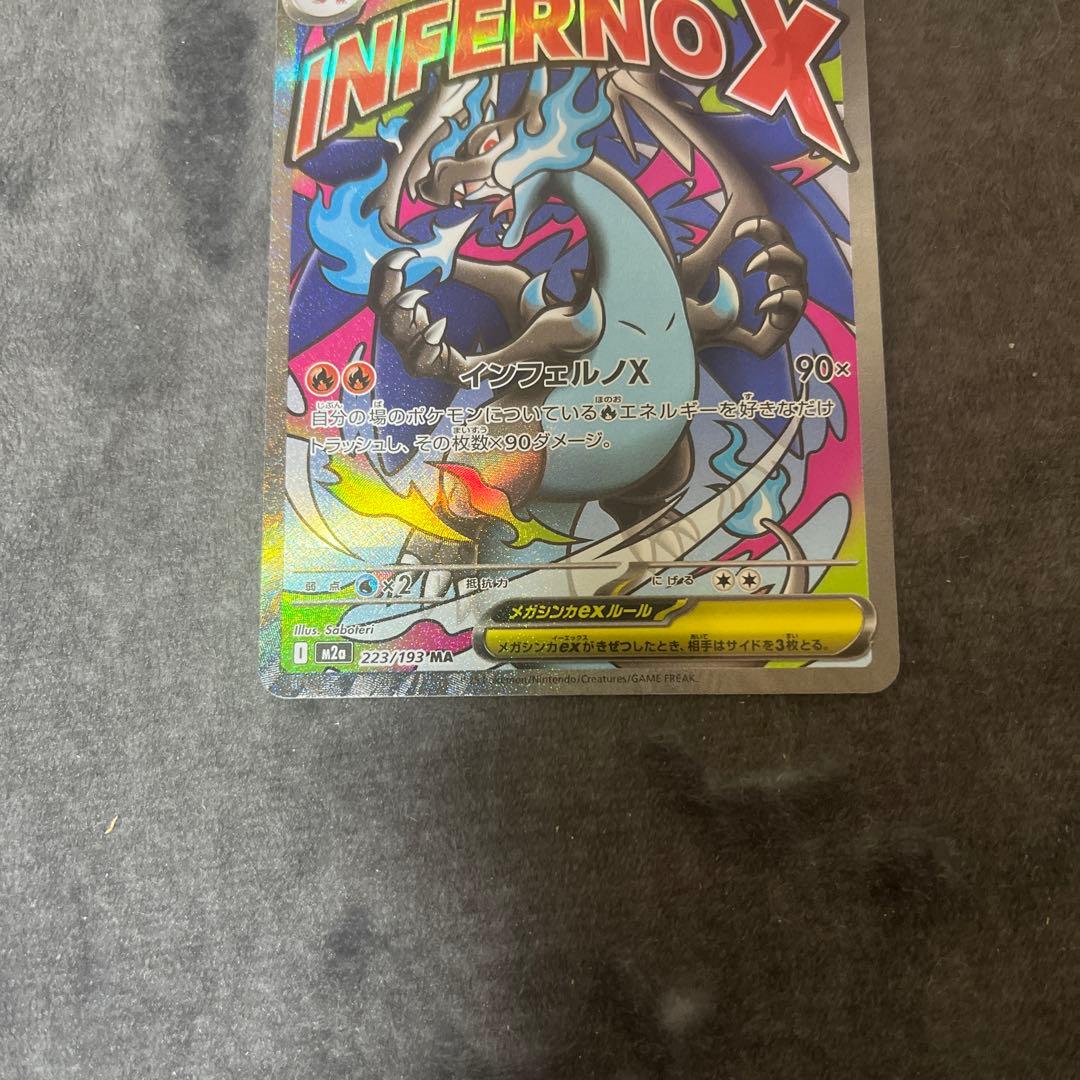 INFERNO X
インフェルノX 90×
自分の場のポケモンについているエネルギーを好きなだけ
トラッシュし、その枚数×90ダメージ。
弱点 ×2 抵抗力 にげる
メガシンカexルール
メガシンカexがきぜつしたとき、相手はサイドを3枚とる。
Illus. Saboteri
I m2a 223/193 MA
Pokémon/Nintendo/Creatures/GAME FREAK.